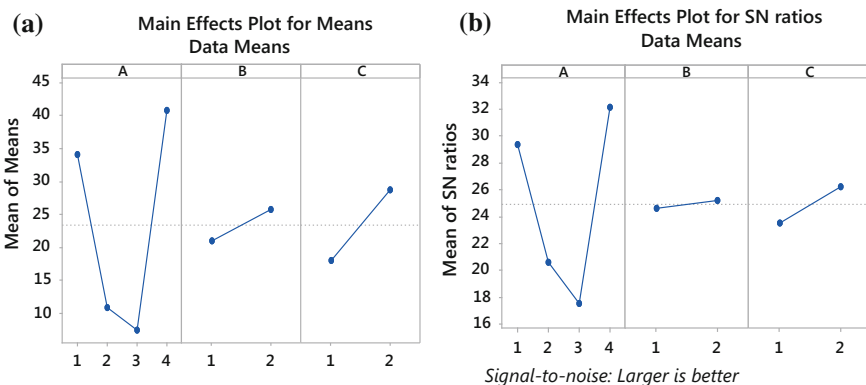 (a)
Main Effects Plot for Means
Data Means
A B C
Mean of Means
45
40
35
30
25
20
15
10
1 2 3 4 1 2 1 2
(b)
Main Effects Plot for SN ratios
Data Means
A B C
Mean of SN ratios
34
32
30
28
26
24
22
20
18
16
1 2 3 4 1 2 1 2
Signal-to-noise: Larger is better